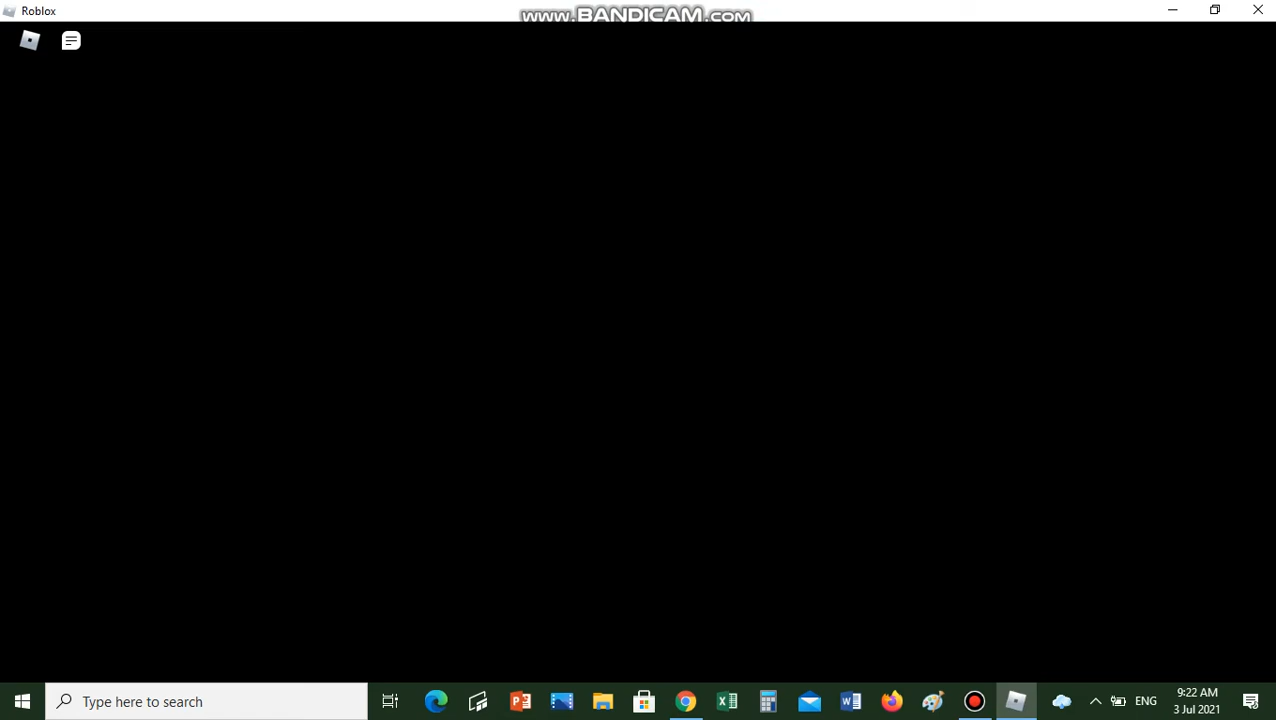 Roblox
www.BANDICAM.com
Type here to search
ENG
9:22 AM
3 Jul 2021